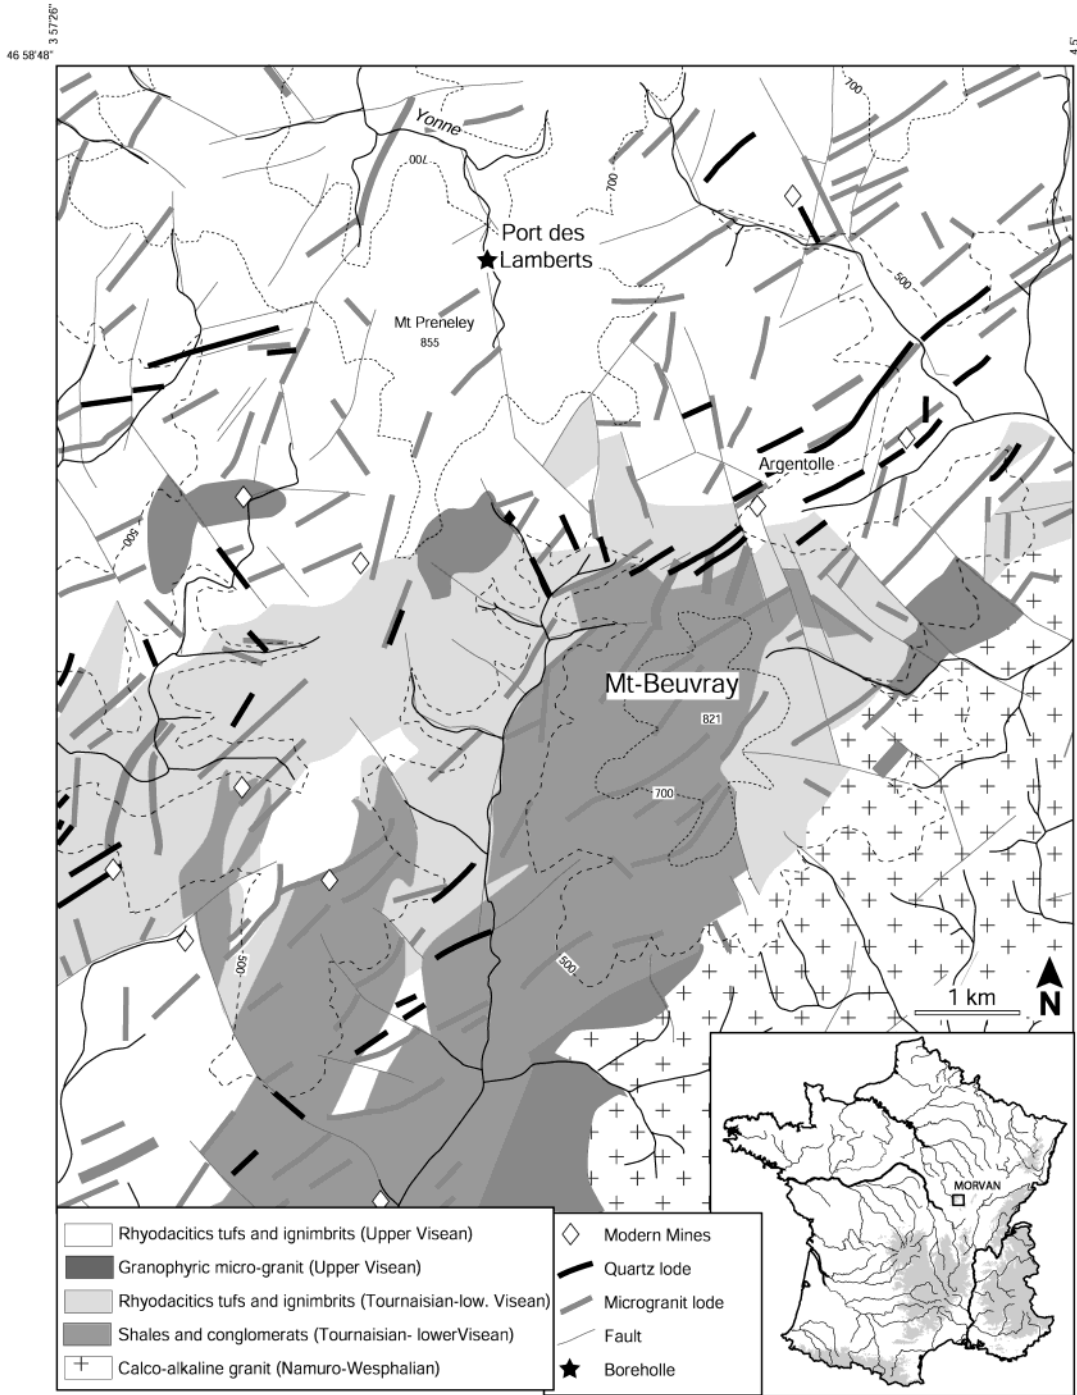 3 57'26"
4 5'
46 58'48"
700
Yonne
700
700
Port des
Lamberts
500
Mt Preneley
855
Argentolle
500
Mt-Beuvray
821
700
500
500
1 km
N
MORVAN
Rhyodacitics tufs and ignimbrits (Upper Visean)
Granophyric micro-granit (Upper Visean)
Rhyodacitics tufs and ignimbrits (Tournaisian-low. Visean)
Shales and conglomerats (Tournaisian- lowerVisean)
Calco-alkaline granit (Namuro-Wesphalian)
Modern Mines
Quartz lode
Microgranit lode
Fault
Boreholle